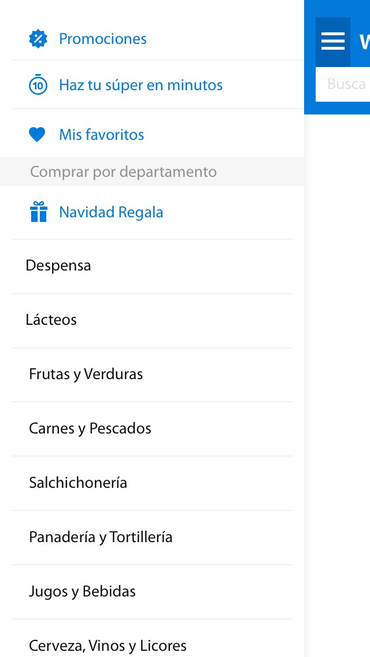 Promociones
10
Haz tu súper en minutos
Mis favoritos
Comprar por departamento
Navidad Regala
Despensa
Lácteos
Frutas y Verduras
Carnes y Pescados
Salchichonería
Panadería y Tortillería
Jugos y Bebidas
Cerveza, Vinos y Licores
Busca